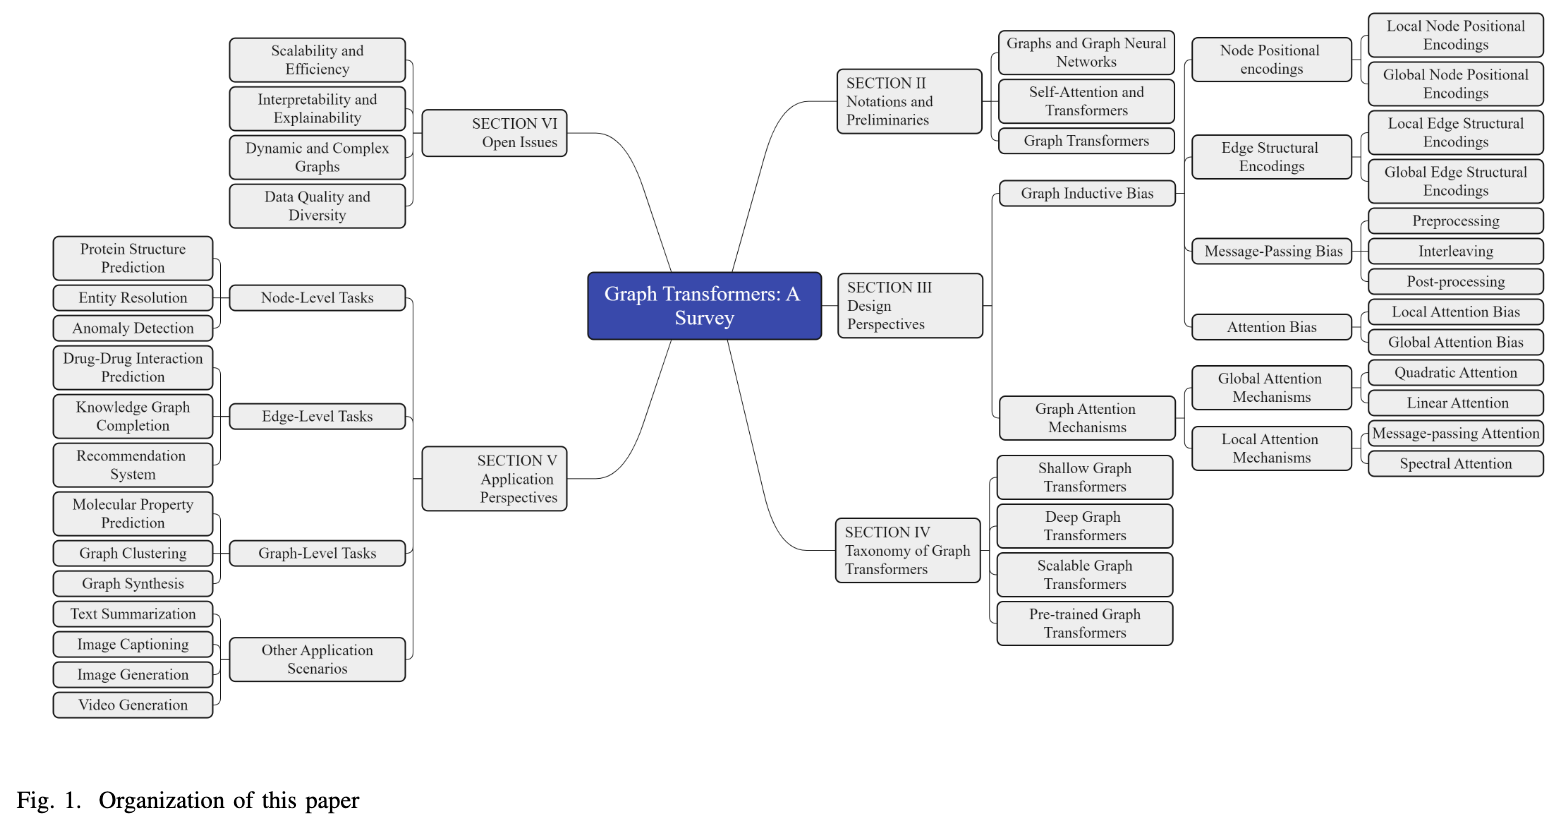 Graph Transformers: A
Survey
SECTION II
Notations and
Preliminaries
Graphs and Graph Neural
Networks
Self-Attention and
Transformers
Graph Transformers
SECTION III
Design
Perspectives
Graph Inductive Bias
Node Positional
encodings
Local Node Positional
Encodings
Global Node Positional
Encodings
Edge Structural
Encodings
Local Edge Structural
Encodings
Global Edge Structural
Encodings
Message-Passing Bias
Preprocessing
Interleaving
Post-processing
Attention Bias
Local Attention Bias
Global Attention Bias
Graph Attention
Mechanisms
Global Attention
Mechanisms
Quadratic Attention
Linear Attention
Local Attention
Mechanisms
Message-passing Attention
Spectral Attention
SECTION IV
Taxonomy of Graph
Transformers
Shallow Graph
Transformers
Deep Graph
Transformers
Scalable Graph
Transformers
Pre-trained Graph
Transformers
SECTION V
Application
Perspectives
Node-Level Tasks
Protein Structure
Prediction
Entity Resolution
Anomaly Detection
Edge-Level Tasks
Drug-Drug Interaction
Prediction
Knowledge Graph
Completion
Recommendation
System
Graph-Level Tasks
Molecular Property
Prediction
Graph Clustering
Graph Synthesis
Other Application
Scenarios
Text Summarization
Image Captioning
Image Generation
Video Generation
SECTION VI
Open Issues
Scalability and
Efficiency
Interpretability and
Explainability
Dynamic and Complex
Graphs
Data Quality and
Diversity
Fig. 1. Organization of this paper